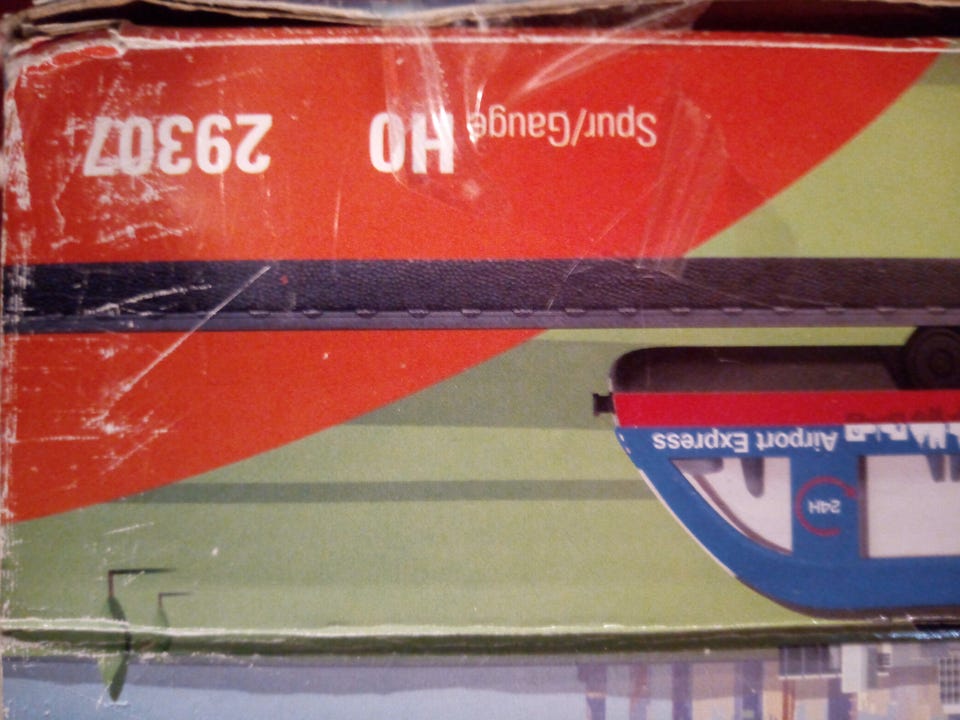 Spur/Gauge H0 29307
24H
Airport Express